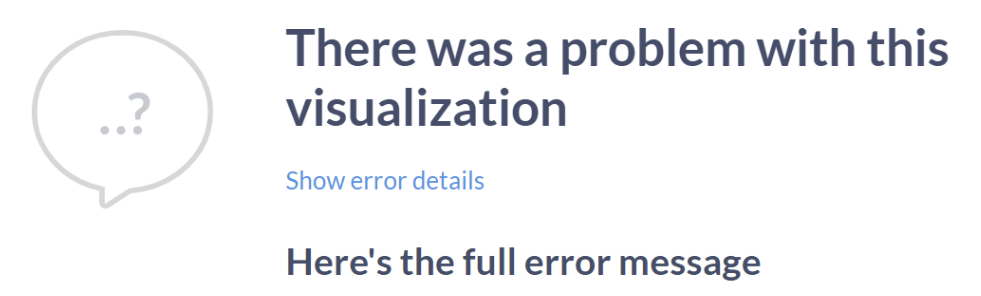 There was a problem with this
visualization
..?
Show error details
Here's the full error message